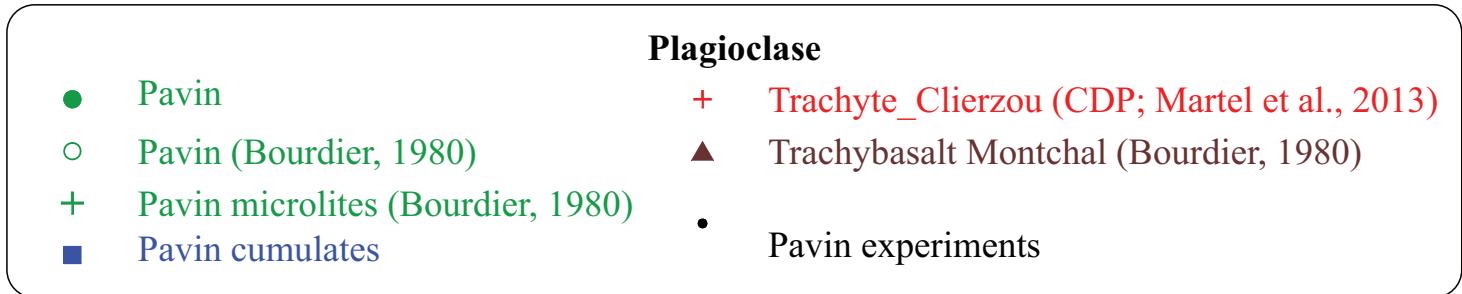 Plagioclase
Pavin
Pavin (Bourdier, 1980)
Pavin microlites (Bourdier, 1980)
Pavin cumulates
Trachyte_Clierzou (CDP; Martel et al., 2013)
Trachybasalt Montchal (Bourdier, 1980)
Pavin experiments